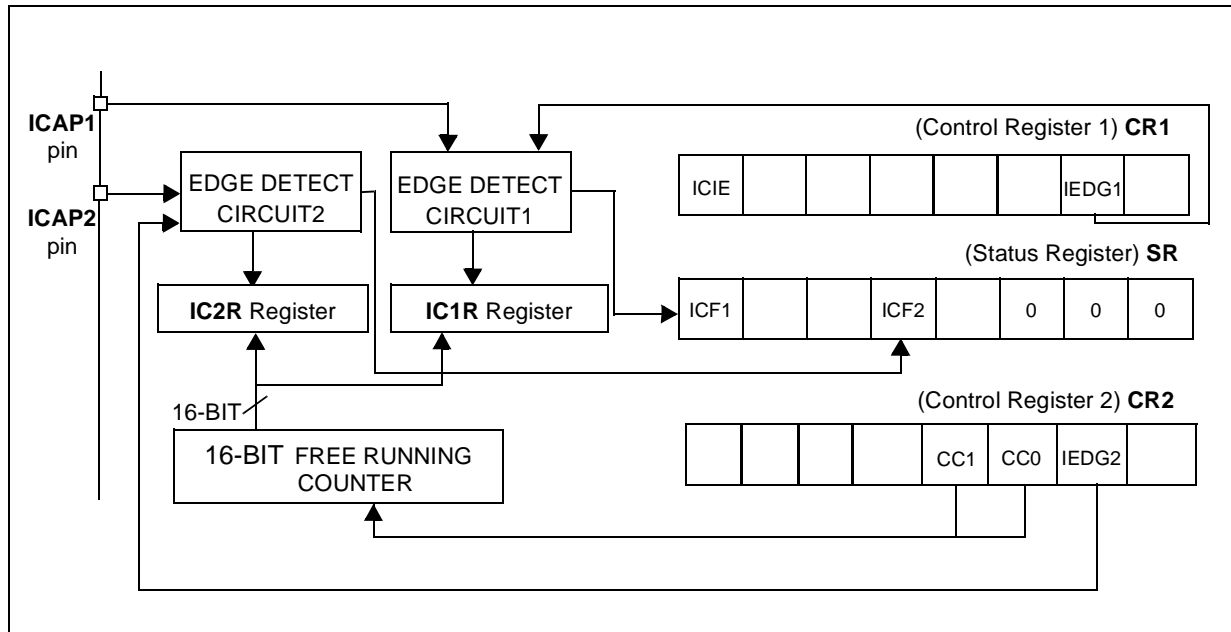 ICAP1
pin
ICAP2
pin
EDGE DETECT
CIRCUIT2
EDGE DETECT
CIRCUIT1
IC2R Register
IC1R Register
16-BIT
16-BIT FREE RUNNING
COUNTER
(Control Register 1) CR1
ICIE IEDG1
(Status Register) SR
ICF1 ICF2 0 0 0
(Control Register 2) CR2
CC1 CC0 IEDG2